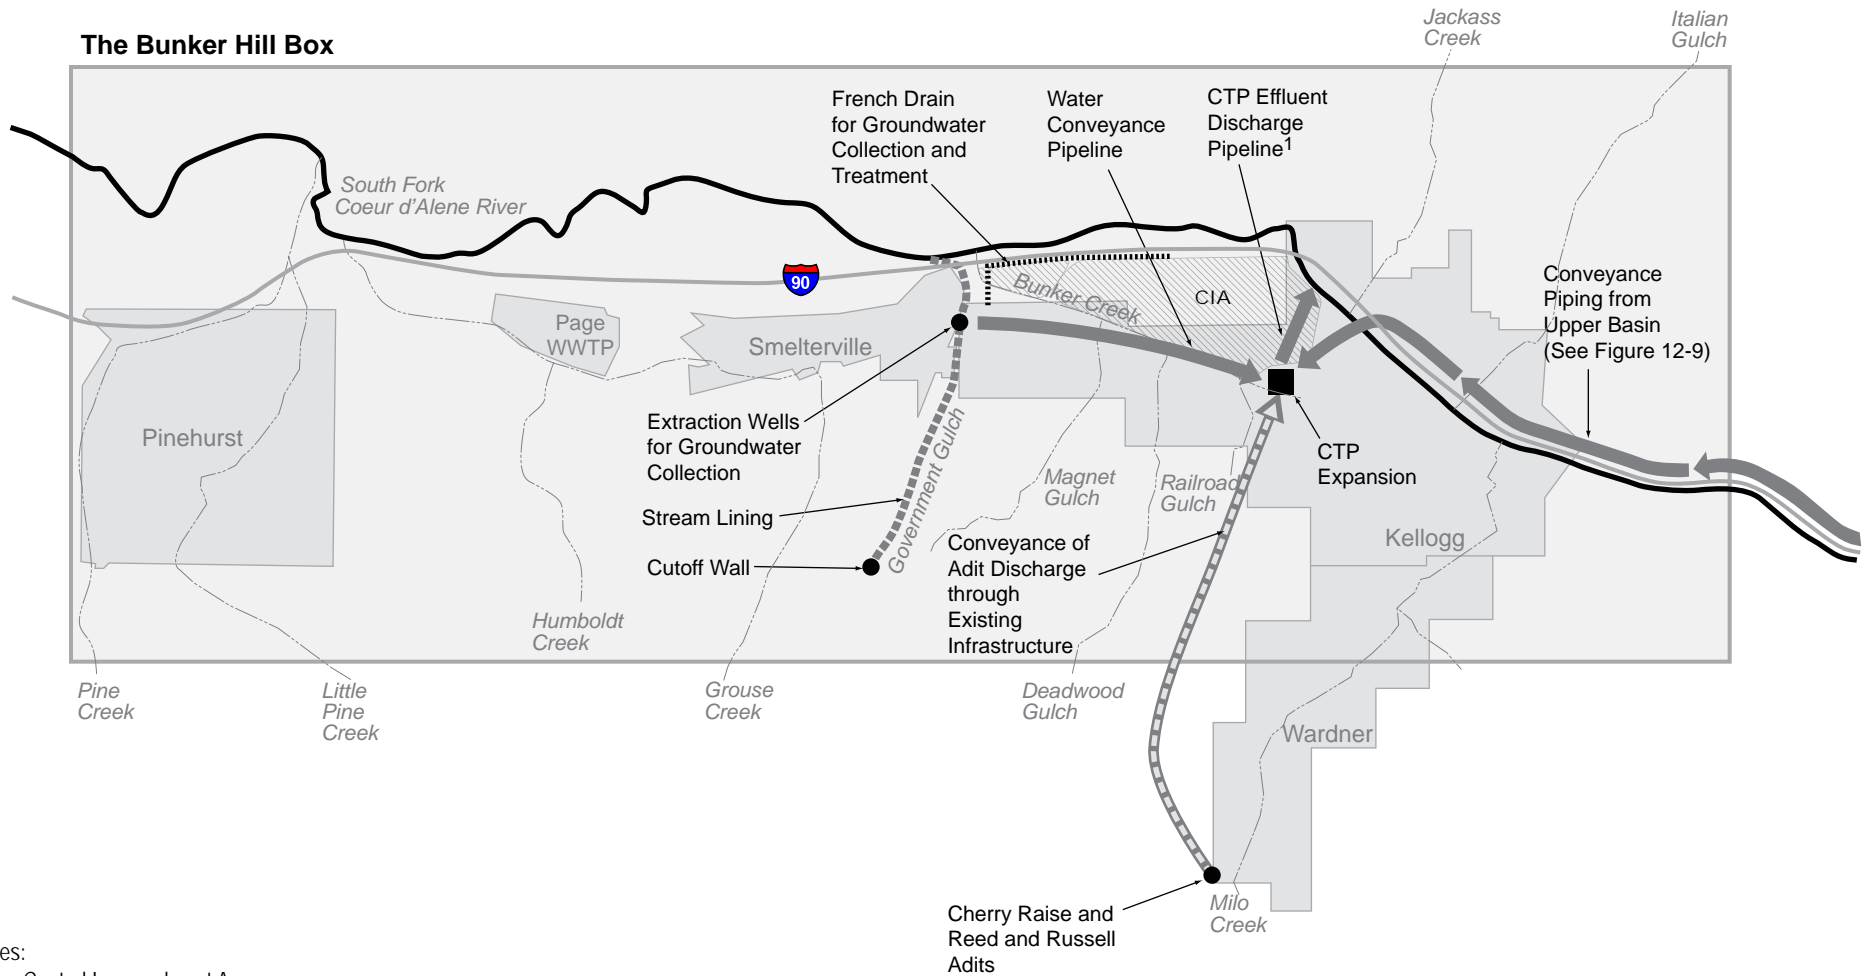 The Bunker Hill Box
Jackass
Creek
Italian
Gulch
French Drain
for Groundwater
Collection and
Treatment
Water
Conveyance
Pipeline
CTP Effluent
Discharge
Pipeline1
South Fork
Coeur d'Alene River
90
Bunker Creek
CIA
Conveyance
Piping from
Upper Basin
(See Figure 12-9)
Page
WWTP
Smelterville
Pinehurst
Extraction Wells
for Groundwater
Collection
Government Gulch
CTP
Expansion
Magnet
Gulch
Railroad
Gulch
Stream Lining
Kellogg
Conveyance of
Adit Discharge
through
Existing
Infrastructure
Cutoff Wall
Humboldt
Creek
Pine
Creek
Little
Pine
Creek
Grouse
Creek
Deadwood
Gulch
Wardner
Cherry Raise and
Reed and Russell
Adits
Milo
Creek
es: